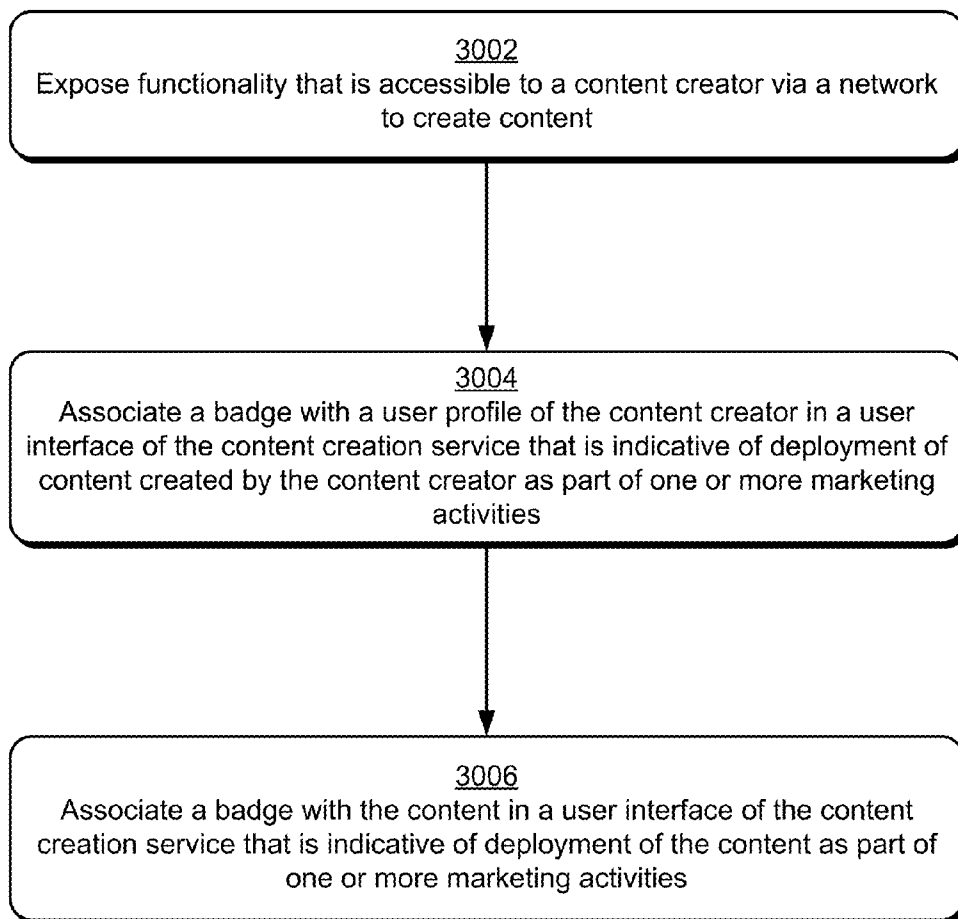 3002
Expose functionality that is accessible to a content creator via a network
to create content
3004
Associate a badge with a user profile of the content creator in a user
interface of the content creation service that is indicative of deployment of
content created by the content creator as part of one or more marketing
activities
3006
Associate a badge with the content in a user interface of the content
creation service that is indicative of deployment of the content as part of
one or more marketing activities